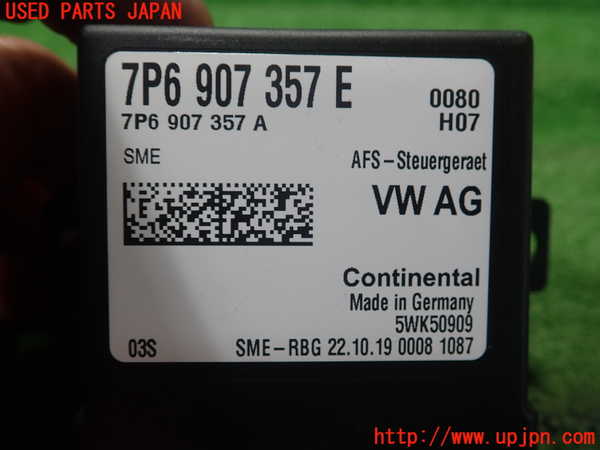 USED PARTS JAPAN
7P6 907 357 E
0080
7P6 907 357 A
H07
SME
AFS-Steuergeraet
VW AG
Continental
Made in Germany
5WK50909
03S
SME-RBG 22.10.19 0008 1087
http://www.upjpn.com/